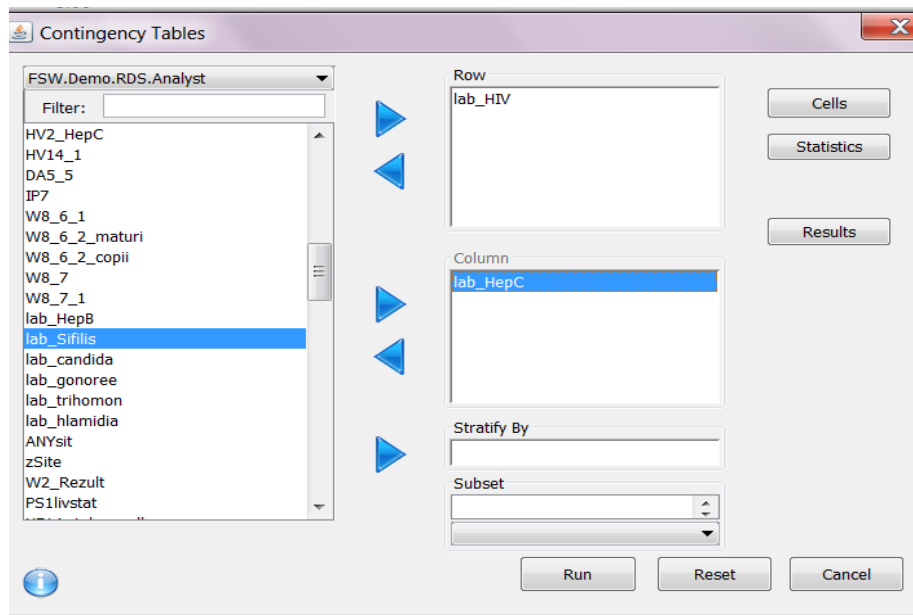 Contingency Tables
X
FSW.Demo.RDS.Analyst
Filter:
HV2_HepC
HV14_1
DA5_5
IP7
W8_6_1
W8_6_2_maturi
W8_6_2_copii
W8_7
W8_7_1
lab_HepB
lab_Sifilis
lab_candida
lab_gonoree
lab_trihomon
lab_hlamidia
ANYsit
zSite
W2_Rezult
PS1livstat
Row
lab_HIV
Column
lab_HepC
Stratify By
Subset
Cells
Statistics
Results
Run
Reset
Cancel